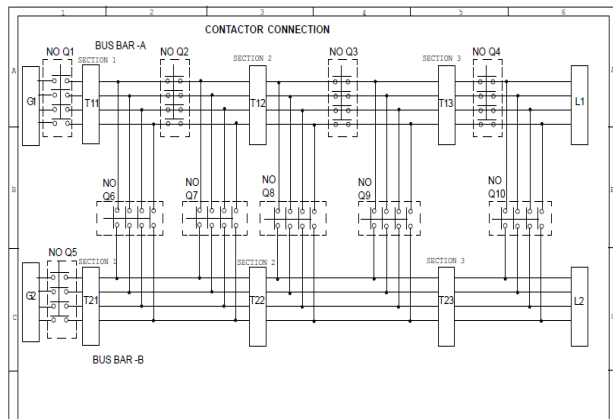 1 2 3 4 5 6
CONTACTOR CONNECTION
BUS BAR -A
NO Q1 NO Q2 NO Q3 NO Q4
SECTION 1 SECTION 2 SECTION 3
A A
G1 T11 T12 T13 L1
B
NO Q6 NO Q7 NO Q8 NO Q9 NO Q10
NO Q5
SECTION 1 SECTION 2 SECTION 3
C
G2 T21 T22 T23 L2
BUS BAR -B